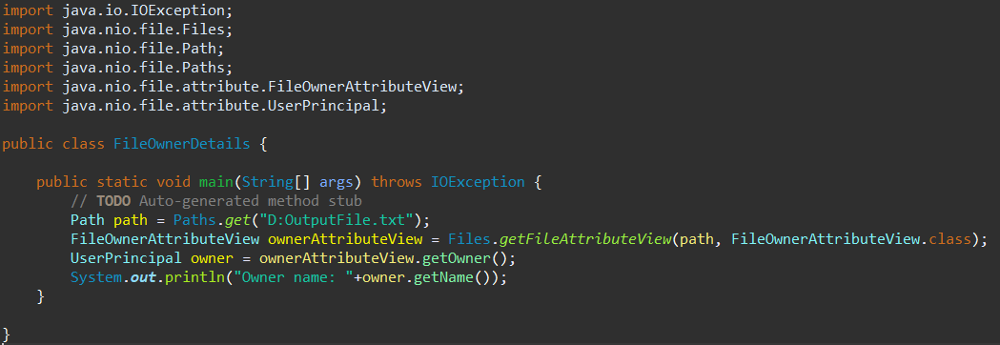 import java.io.IOException;
import java.nio.file.Files;
import java.nio.file.Path;
import java.nio.file.Paths;
import java.nio.file.attribute.FileOwnerAttributeView;
import java.nio.file.attribute.UserPrincipal;

public class FileOwnerDetails {

    public static void main(String[] args) throws IOException {
        // TODO Auto-generated method stub
        Path path = Paths.get("D:OutputFile.txt");
        FileOwnerAttributeView ownerAttributeView = Files.getFileAttributeView(path, FileOwnerAttributeView.class);
        UserPrincipal owner = ownerAttributeView.getOwner();
        System.out.println("Owner name: "+owner.getName());
    }

}